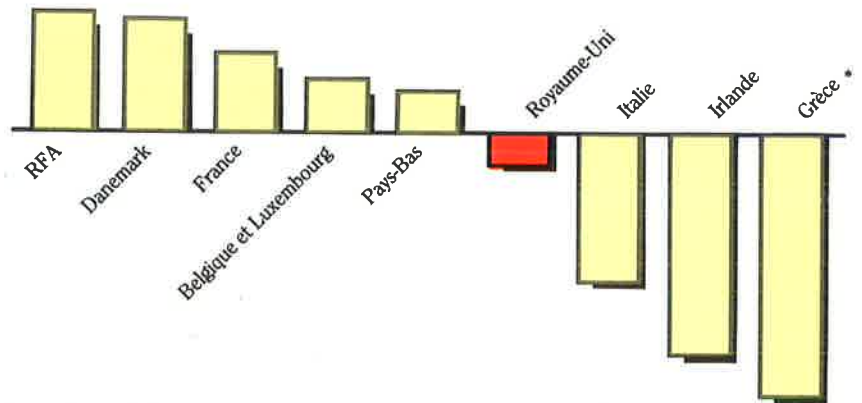 RFA
Danemark
France
Belgique et Luxembourg
Pays-Bas
Royaume-Uni
Italie
Irlande
Grèce